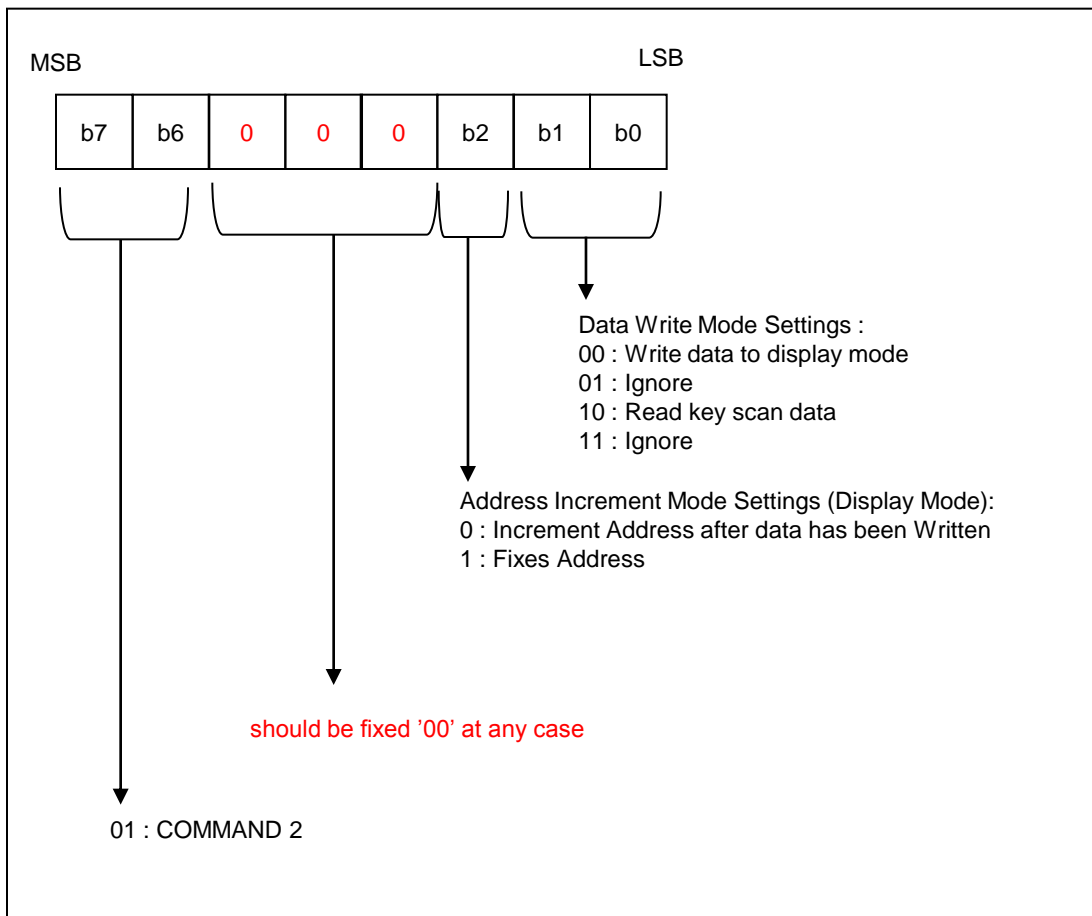 MSB
LSB
b7 b6 0 0 0 b2 b1 b0
Data Write Mode Settings :
00 : Write data to display mode
01 : Ignore
10 : Read key scan data
11 : Ignore
Address Increment Mode Settings (Display Mode):
0 : Increment Address after data has been Written
1 : Fixes Address
should be fixed ’00’ at any case
01 : COMMAND 2